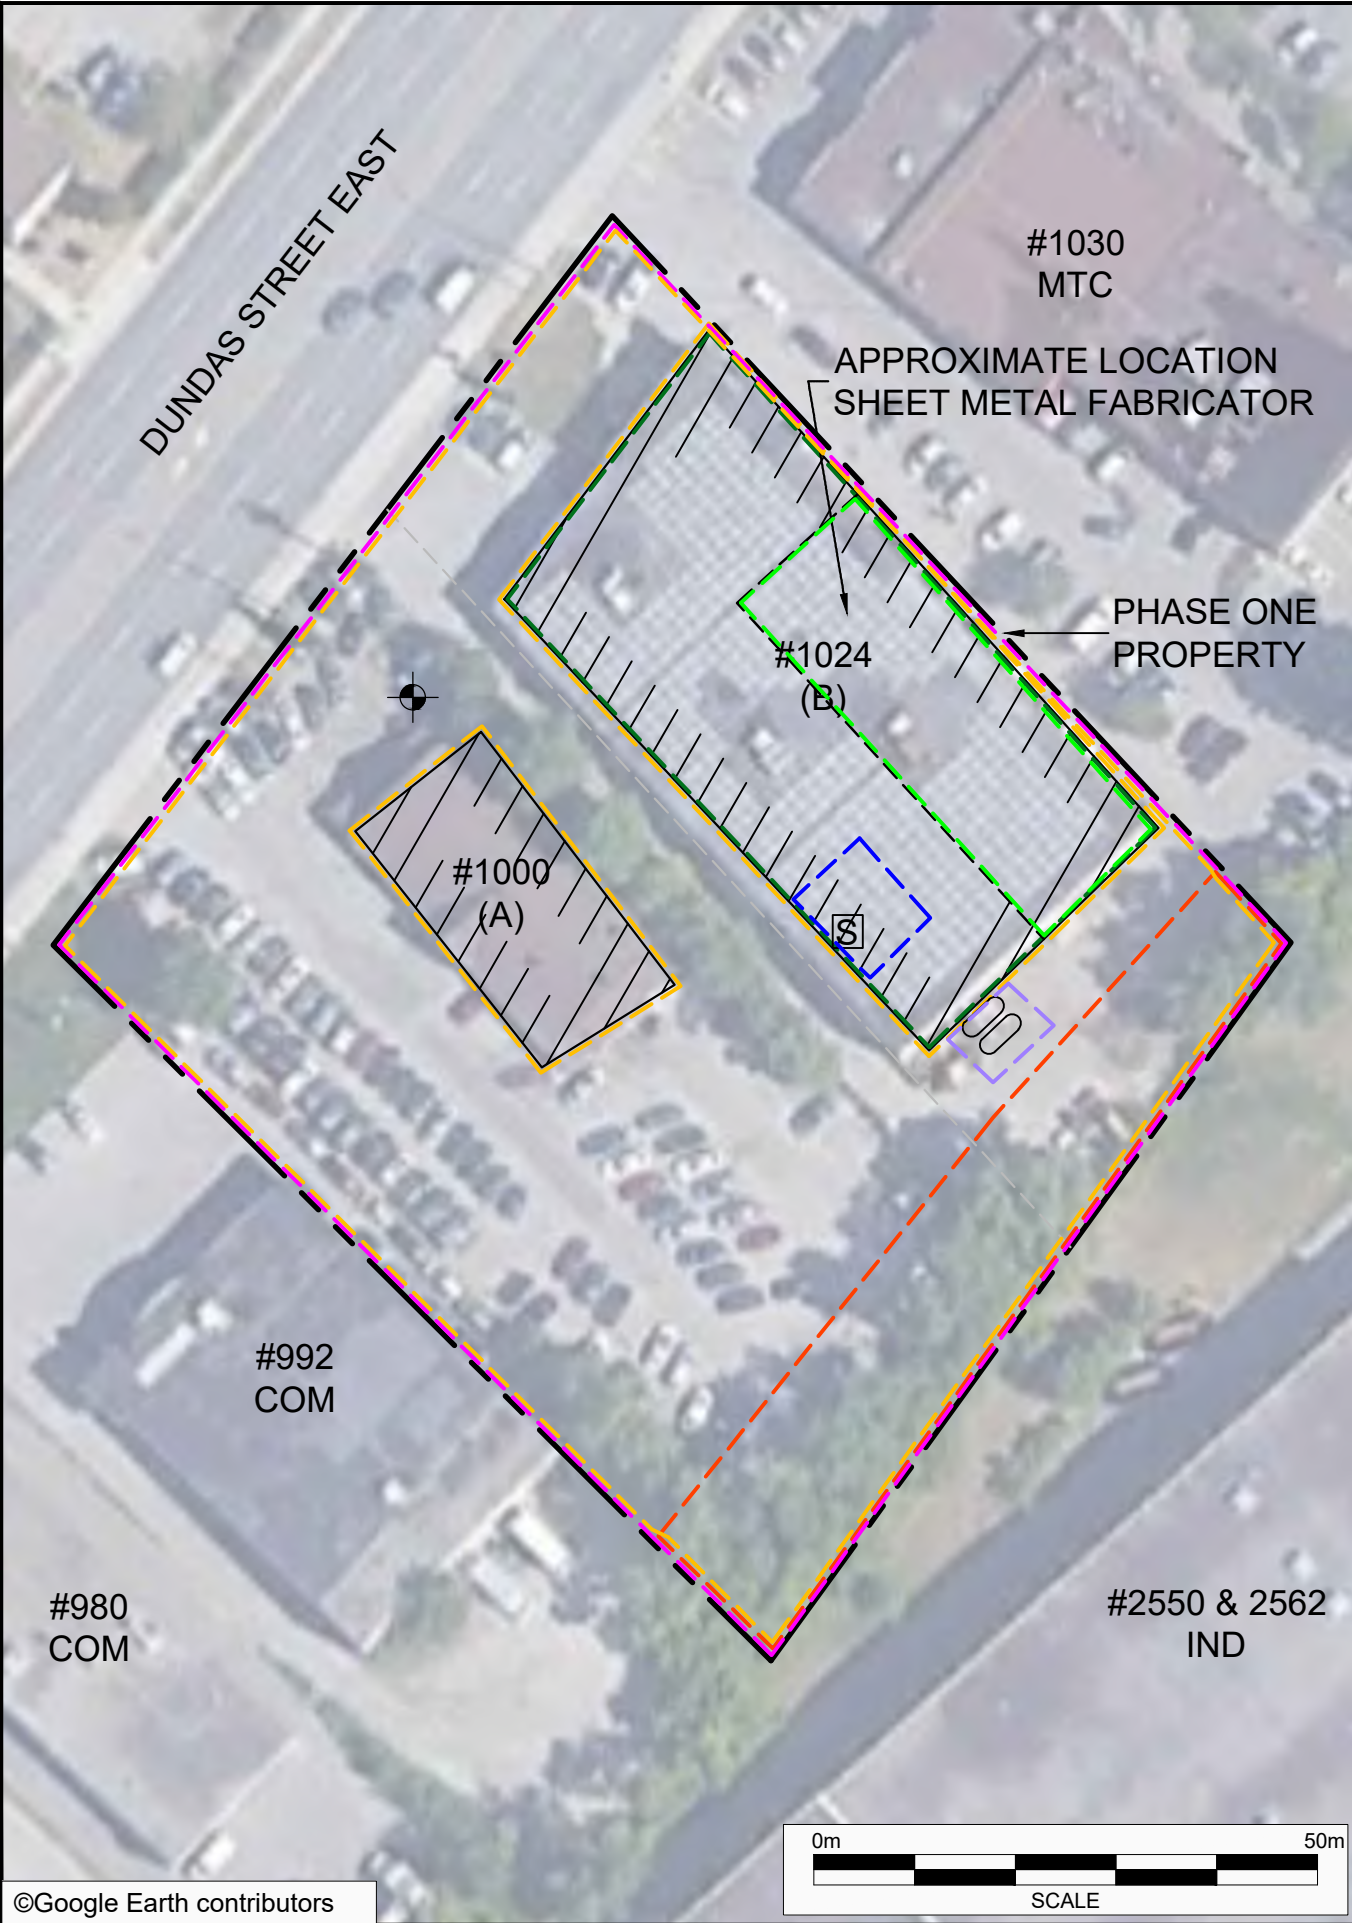 DUNDAS STREET EAST
#1030
MTC
APPROXIMATE LOCATION
SHEET METAL FABRICATOR
PHASE ONE
PROPERTY
#1024
(B)
#1000
(A)
S
#992
COM
#980
COM
#2550 & 2562
IND
0m 50m
SCALE
©Google Earth contributors